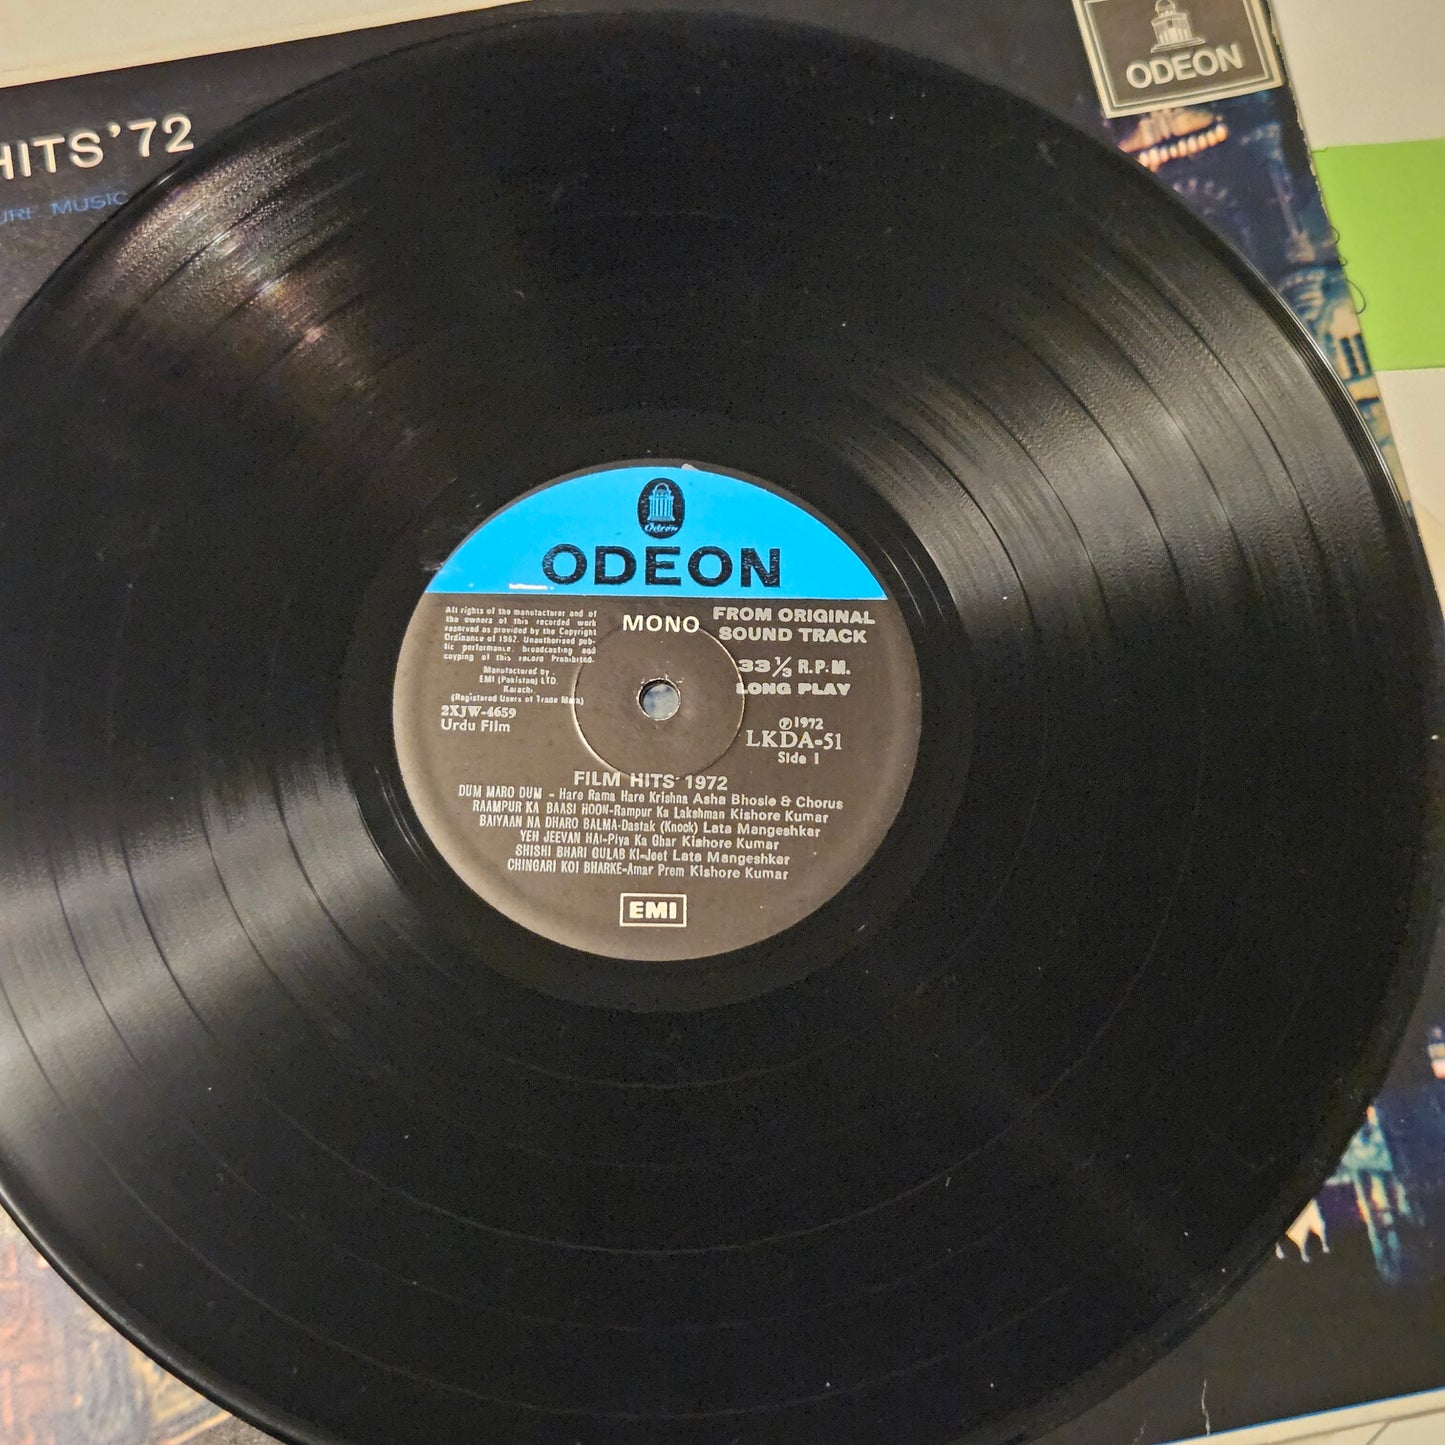 HITS'72
URE MUSIC
ODEON
Odeon
ODEON
All rights of the manufacturer and of
the owners of this recorded work
reserved as provided by the Copyright
Ordinance of 1962. Unauthorised pub-
lic performance, broadcasting and
copying of this record Prohibited.
Manufactured by
EMI (Pakistan) LTD.
Karachi.
(Registered Users of Trade Mark)
2XJW-4659
Urdu Film
MONO
FROM ORIGINAL
SOUND TRACK
33 1/3 R.P.M.
LONG PLAY
℗1972
LKDA-51
Side 1
FILM HITS 1972
DUM MARO DUM - Hare Rama Hare Krishna Asha Bhosle & Chorus
RAAMPUR KA BAASI HOON-Rampur Ka Lakshman Kishore Kumar
BAIYAAN NA DHARO BALMA-Dastak (Knock) Lata Mangeshkar
YEH JEEVAN HAI-Piya Ka Ghar Kishore Kumar
SHISHI BHARI GULAB KI-Jeet Lata Mangeshkar
CHINGARI KOI BHARKE-Amar Prem Kishore Kumar
EMI